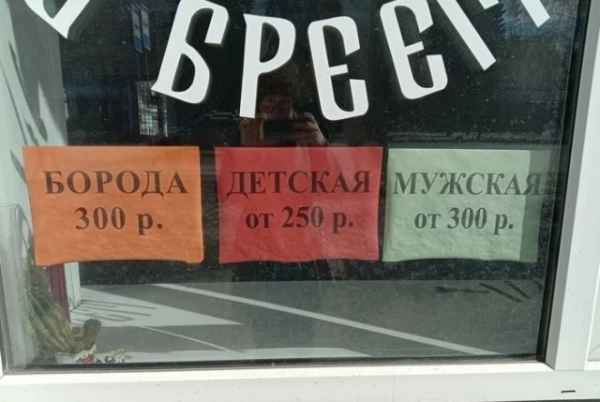 БРЕЕМ
БОРОДА
300 р.
ДЕТСКАЯ
от 250 р.
МУЖСКАЯ
от 300 р.